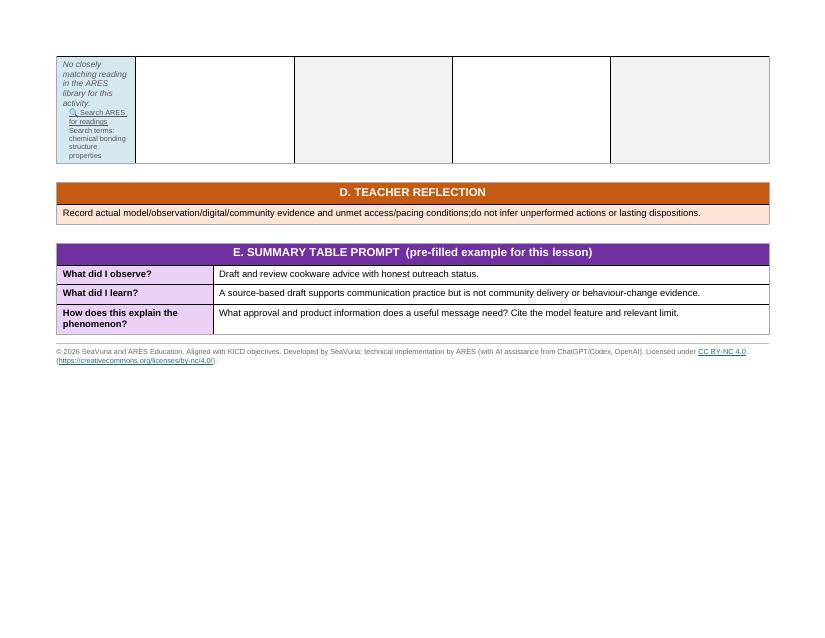 No closely
matching reading
in the ARES
library for this
activity.
🔍 Search ARES
for readings
Search terms:
chemical bonding
structure
properties
D. TEACHER REFLECTION
Record actual model/observation/digital/community evidence and unmet access/pacing conditions;do not infer unperformed actions or lasting dispositions.
E. SUMMARY TABLE PROMPT (pre-filled example for this lesson)
What did I observe?
Draft and review cookware advice with honest outreach status.
What did I learn?
A source-based draft supports communication practice but is not community delivery or behaviour-change evidence.
How does this explain the
phenomenon?
What approval and product information does a useful message need? Cite the model feature and relevant limit.
© 2026 SeaVuria and ARES Education. Aligned with KICD objectives. Developed by SeaVuria; technical implementation by ARES (with AI assistance from ChatGPT/Codex, OpenAI). Licensed under CC BY-NC 4.0
(https://creativecommons.org/licenses/by-nc/4.0/).